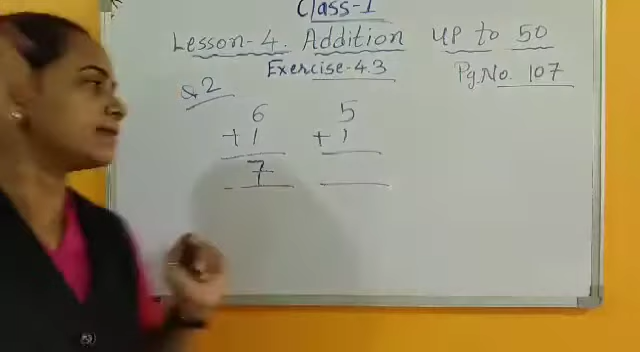 Class-1
Lesson-4. Addition up to 50
Exercise-4.3 Pg.No. 107
Q2
6 5
+1 +1
7